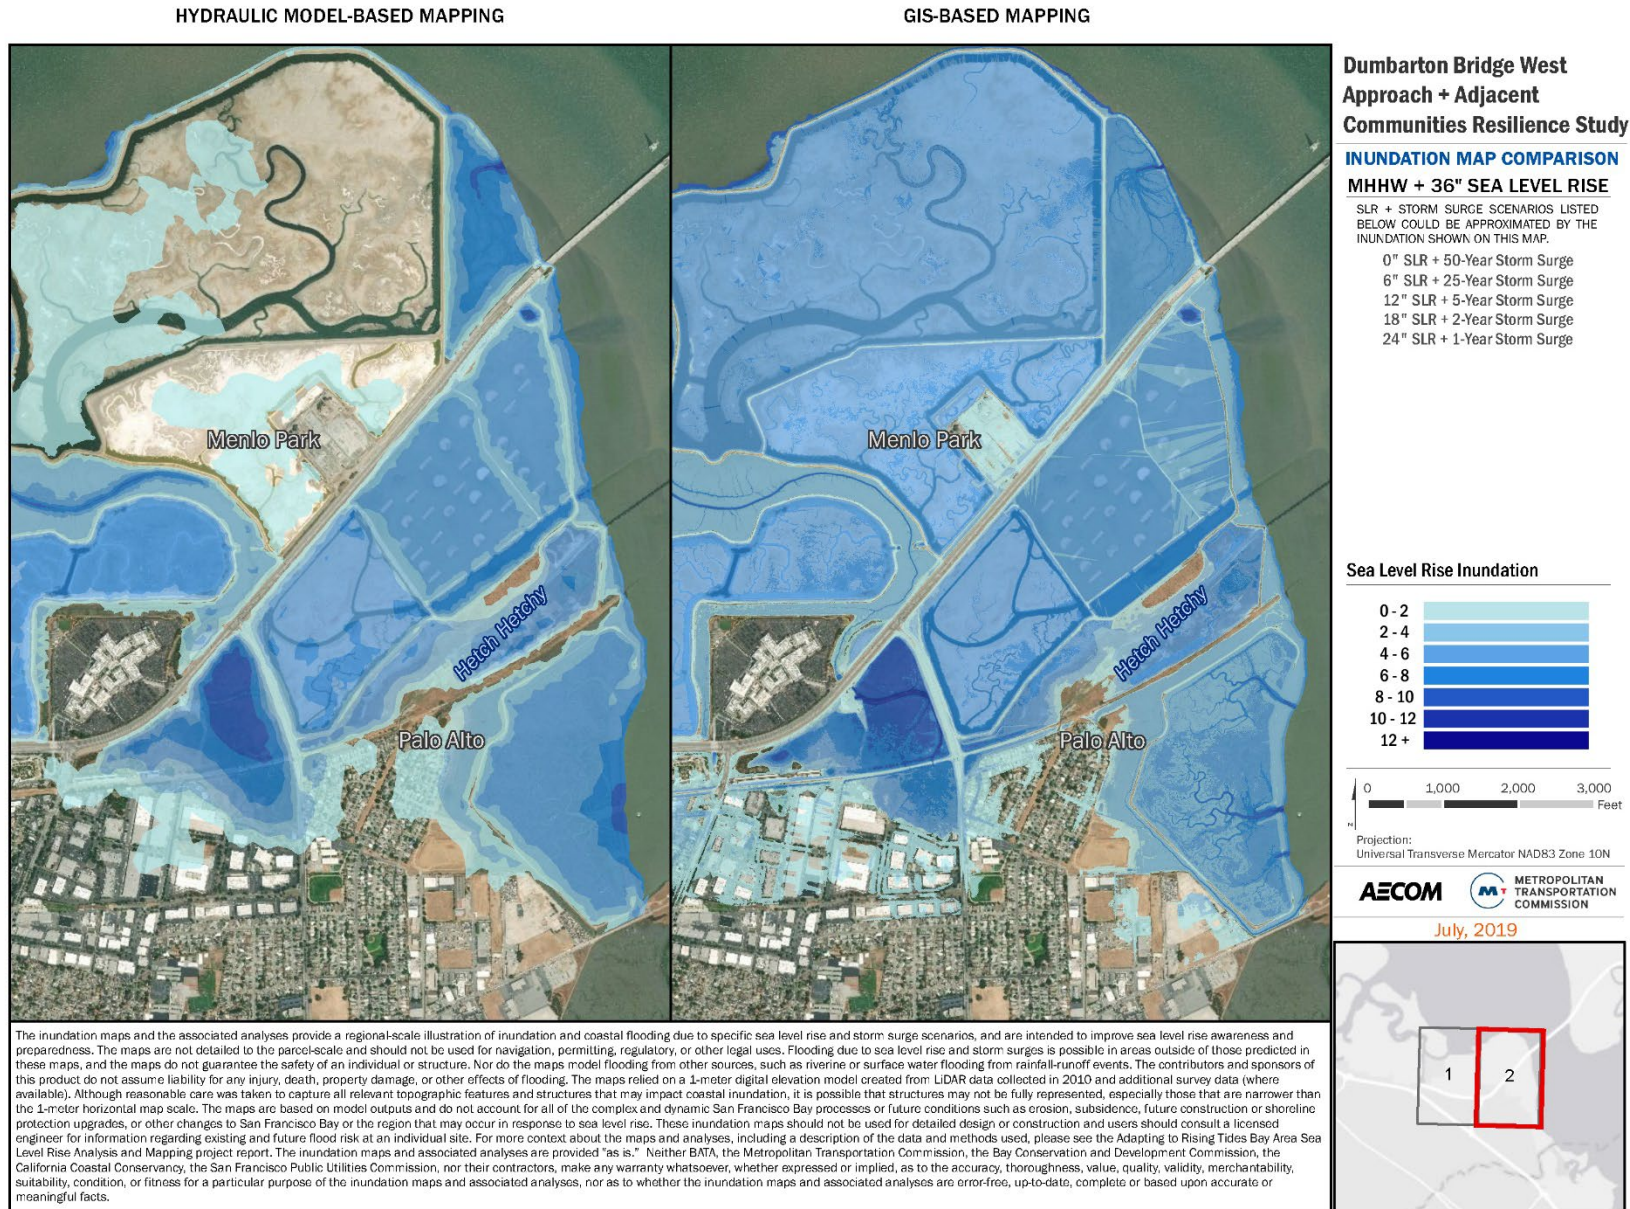 HYDRAULIC MODEL-BASED MAPPING
GIS-BASED MAPPING
Menlo Park
Hetch Hetchy
Palo Alto
Menlo Park
Hetch Hetchy
Palo Alto
Dumbarton Bridge West
Approach + Adjacent
Communities Resilience Study
INUNDATION MAP COMPARISON
MHHW + 36" SEA LEVEL RISE
SLR + STORM SURGE SCENARIOS LISTED
BELOW COULD BE APPROXIMATED BY THE
INUNDATION SHOWN ON THIS MAP.
0" SLR + 50-Year Storm Surge
6" SLR + 25-Year Storm Surge
12" SLR + 5-Year Storm Surge
18" SLR + 2-Year Storm Surge
24" SLR + 1-Year Storm Surge
Sea Level Rise Inundation
0 - 2
2 - 4
4 - 6
6 - 8
8 - 10
10 - 12
12 +
0 1,000 2,000 3,000
Feet
N
Projection:
Universal Transverse Mercator NAD83 Zone 10N
AECOM
MT METROPOLITAN
TRANSPORTATION
COMMISSION
July, 2019
1
2
The inundation maps and the associated analyses provide a regional-scale illustration of inundation and coastal flooding due to specific sea level rise and storm surge scenarios, and are intended to improve sea level rise awareness and
preparedness. The maps are not detailed to the parcel-scale and should not be used for navigation, permitting, regulatory, or other legal uses. Flooding due to sea level rise and storm surges is possible in areas outside of those predicted in
these maps, and the maps do not guarantee the safety of an individual or structure. Nor do the maps model flooding from other sources, such as riverine or surface water flooding from rainfall-runoff events. The contributors and sponsors of
this product do not assume liability for any injury, death, property damage, or other effects of flooding. The maps relied on a 1-meter digital elevation model created from LiDAR data collected in 2010 and additional survey data (where
available). Although reasonable care was taken to capture all relevant topographic features and structures that may impact coastal inundation, it is possible that structures may not be fully represented, especially those that are narrower than
the 1-meter horizontal map scale. The maps are based on model outputs and do not account for all of the complex and dynamic San Francisco Bay processes or future conditions such as erosion, subsidence, future construction or shoreline
protection upgrades, or other changes to San Francisco Bay or the region that may occur in response to sea level rise. These inundation maps should not be used for detailed design or construction and users should consult a licensed
engineer for information regarding existing and future flood risk at an individual site. For more context about the maps and analyses, including a description of the data and methods used, please see the Adapting to Rising Tides Bay Area Sea
Level Rise Analysis and Mapping project report. The inundation maps and associated analyses are provided "as is." Neither BATA, the Metropolitan Transportation Commission, the Bay Conservation and Development Commission, the
California Coastal Conservancy, the San Francisco Public Utilities Commission, nor their contractors, make any warranty whatsoever, whether expressed or implied, as to the accuracy, thoroughness, value, quality, validity, merchantability,
suitability, condition, or fitness for a particular purpose of the inundation maps and associated analyses, nor as to whether the inundation maps and associated analyses are error-free, up-to-date, complete or based upon accurate or
meaningful facts.